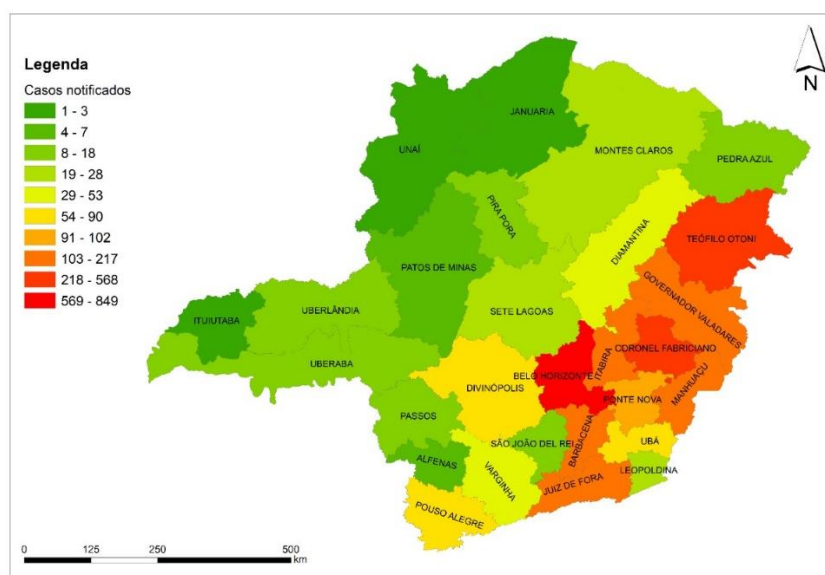 Legenda
Casos notificados
1 - 3
4 - 7
8 - 18
19 - 28
29 - 53
54 - 90
91 - 102
103 - 217
218 - 568
569 - 849
N
JANUARIA
UNAÍ
MONTES CLAROS
PEDRA AZUL
PIRAPORA
DIAMANTINA
TEÓFILO OTONI
PATOS DE MINAS
GOVERNADOR VALADARES
ITUIUTABA
UBERLÂNDIA
SETE LAGOAS
UBERABA
BELO HORIZONTE
ITABIRA
CORONEL FABRICIANO
DIVINÓPOLIS
MANHUAÇU
PONTE NOVA
PASSOS
SÃO JOÃO DEL REI
BARBACENA
UBÁ
ALFENAS
VARGINHA
LEOPOLDINA
JUIZ DE FORA
POUSO ALEGRE
0 125 250 500
km